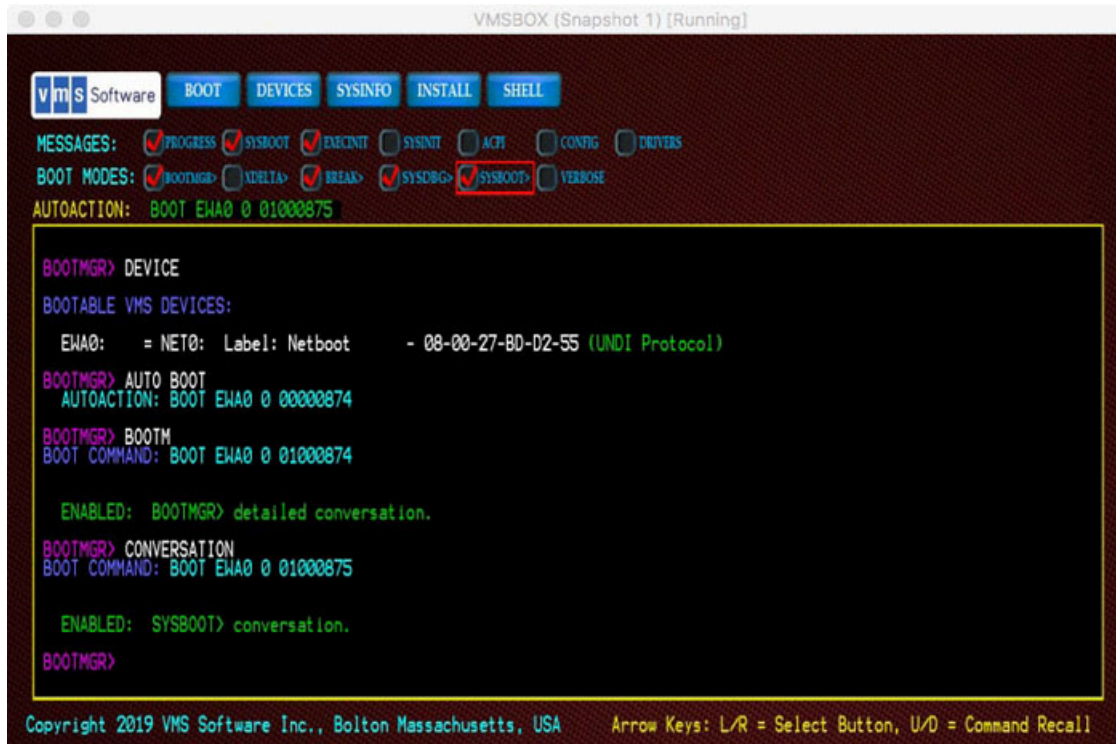 VMSBOX (Snapshot 1) [Running]
vms Software BOOT DEVICES SYSINFO INSTALL SHELL
MESSAGES: PROGRESS SYSBOOT EXECINIT SYSINIT ACPI CONFIG DRIVERS
BOOT MODES: BOOTMGR> XDELTA> BREAK> SYSDBG> SYSBOOT> VERBOSE
AUTOACTION: BOOT EWA0 0 01000875
BOOTMGR> DEVICE
BOOTABLE VMS DEVICES:
EWA0: = NET0: Label: Netboot - 08-00-27-BD-D2-55 (UNDI Protocol)
BOOTMGR> AUTO BOOT
AUTOACTION: BOOT EWA0 0 00000874
BOOTMGR> BOOTM
BOOT COMMAND: BOOT EWA0 0 01000874
ENABLED: BOOTMGR> detailed conversation.
BOOTMGR> CONVERSATION
BOOT COMMAND: BOOT EWA0 0 01000875
ENABLED: SYSBOOT> conversation.
BOOTMGR>
Copyright 2019 VMS Software Inc., Bolton Massachusetts, USA Arrow Keys: L/R = Select Button, U/D = Command Recall